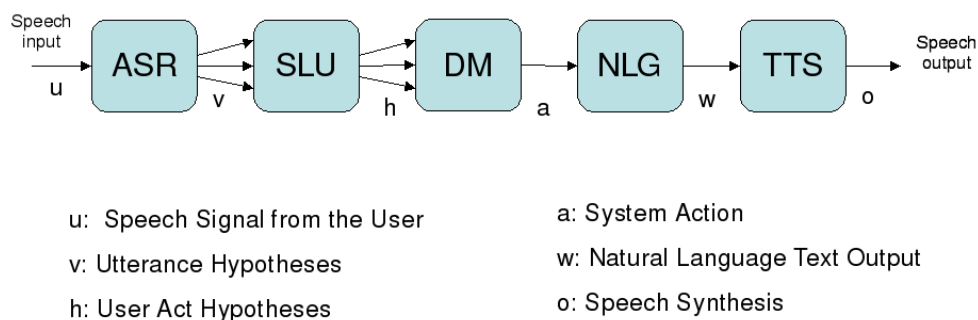 Speech
input
ASR
SLU
DM
NLG
TTS
Speech
output
u
v
h
a
w
o
u: Speech Signal from the User
v: Utterance Hypotheses
h: User Act Hypotheses
a: System Action
w: Natural Language Text Output
o: Speech Synthesis